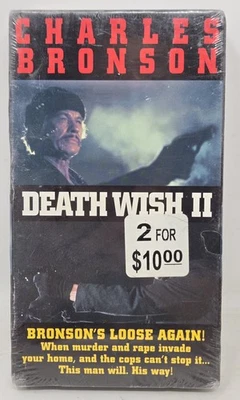 CHARLES
BRONSON
DEATH WISH II
2 FOR
$10.00
BRONSON'S LOOSE AGAIN!
When murder and rape invade
your home, and the cops can't stop it...
This man will. His way!